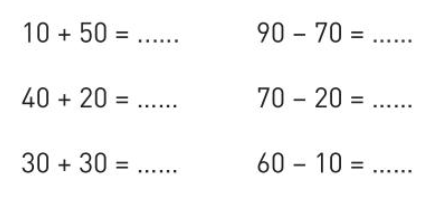 10 + 50 = ...... 90 – 70 = ......
40 + 20 = ...... 70 – 20 = ......
30 + 30 = ...... 60 – 10 = ......